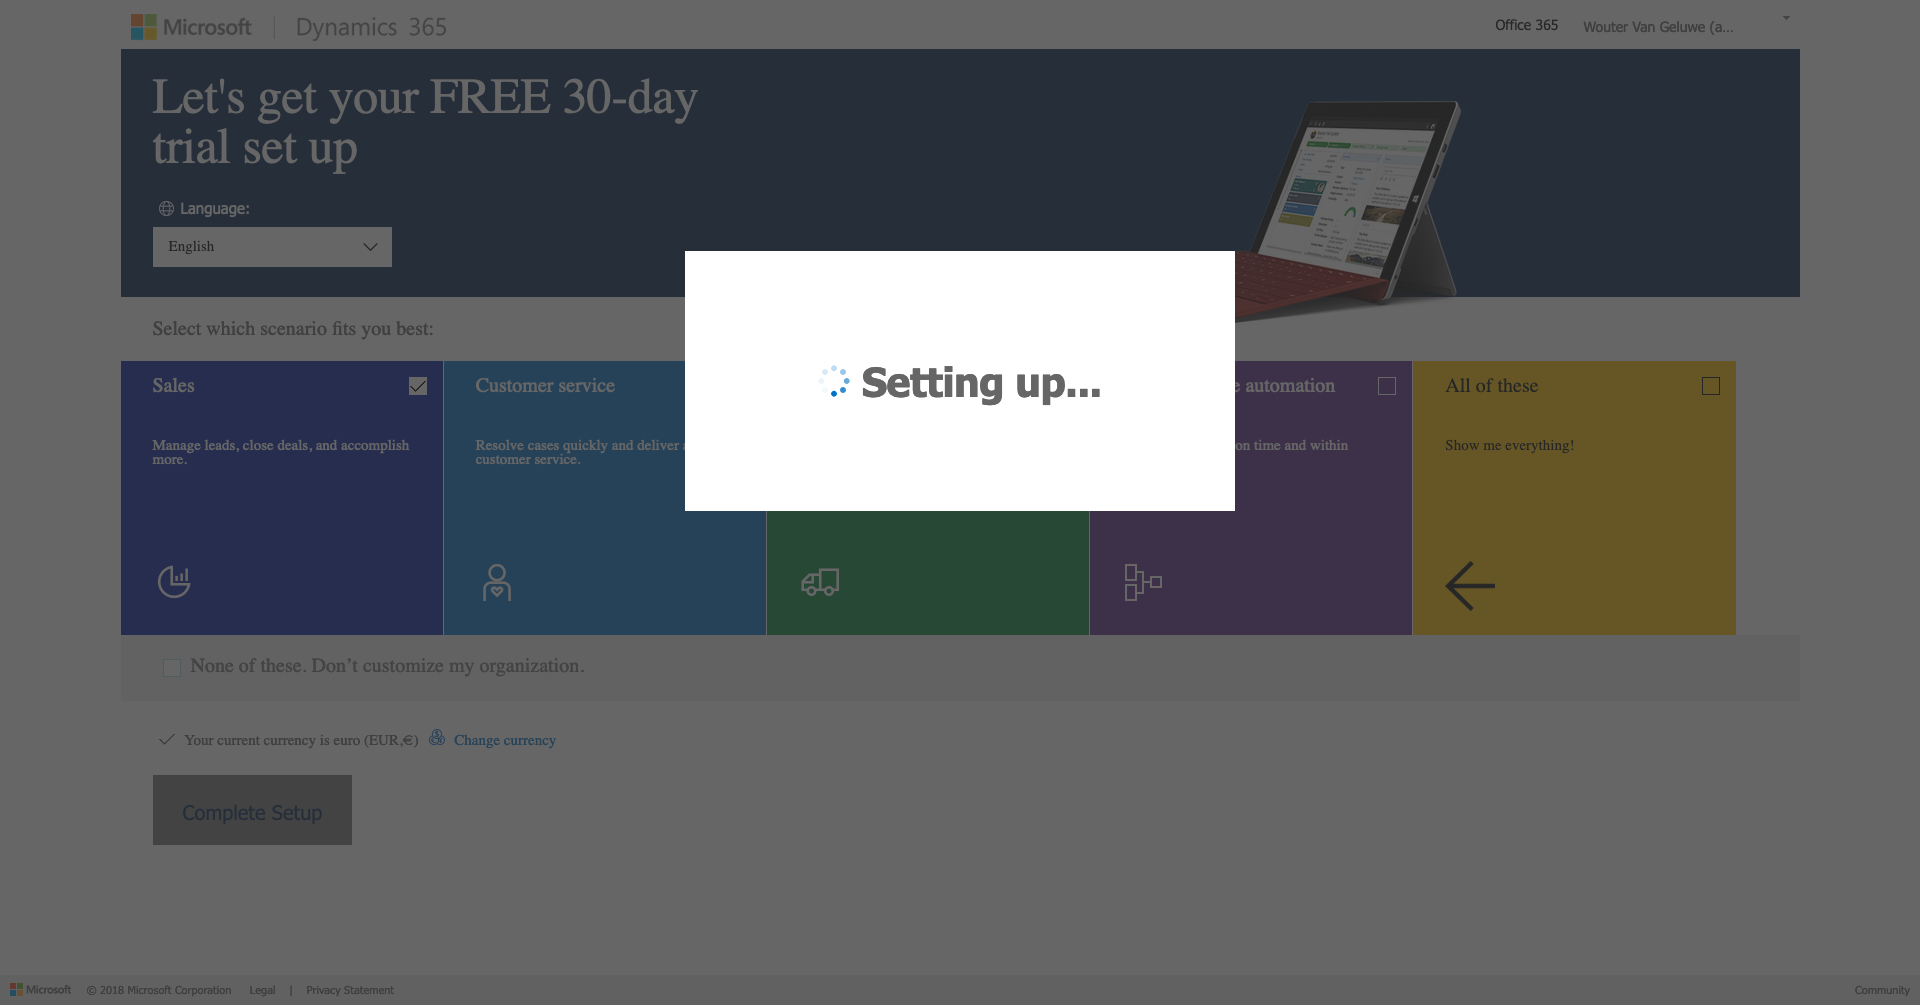 Microsoft
Dynamics 365
Office 365
Wouter Van Geluwe (a...
Let's get your FREE 30-day
trial set up
Language:
English
Select which scenario fits you best:
Setting up...
Sales
Manage leads, close deals, and accomplish
more.
Customer service
Resolve cases quickly and deliver
customer service.
automation
on time and within
All of these
Show me everything!
None of these. Don’t customize my organization.
Your current currency is euro (EUR,€)
Change currency
Complete Setup
Microsoft
© 2018 Microsoft Corporation
Legal
|
Privacy Statement
Community